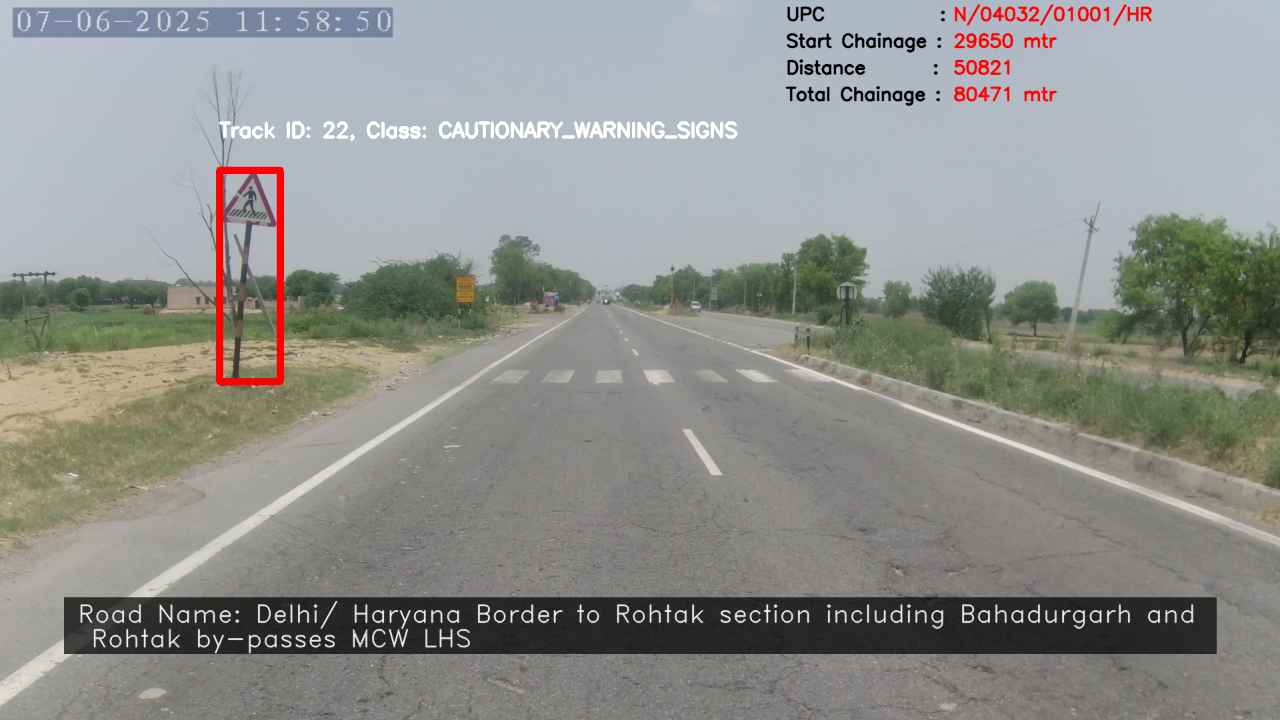 07-06-2025 11:58:50
UPC : N/04032/01001/HR
Start Chainage : 29650 mtr
Distance : 50821
Total Chainage : 80471 mtr
Track ID: 22, Class: CAUTIONARY_WARNING_SIGNS
Road Name: Delhi/ Haryana Border to Rohtak section including Bahadurgarh and
Rohtak by-passes MCW LHS